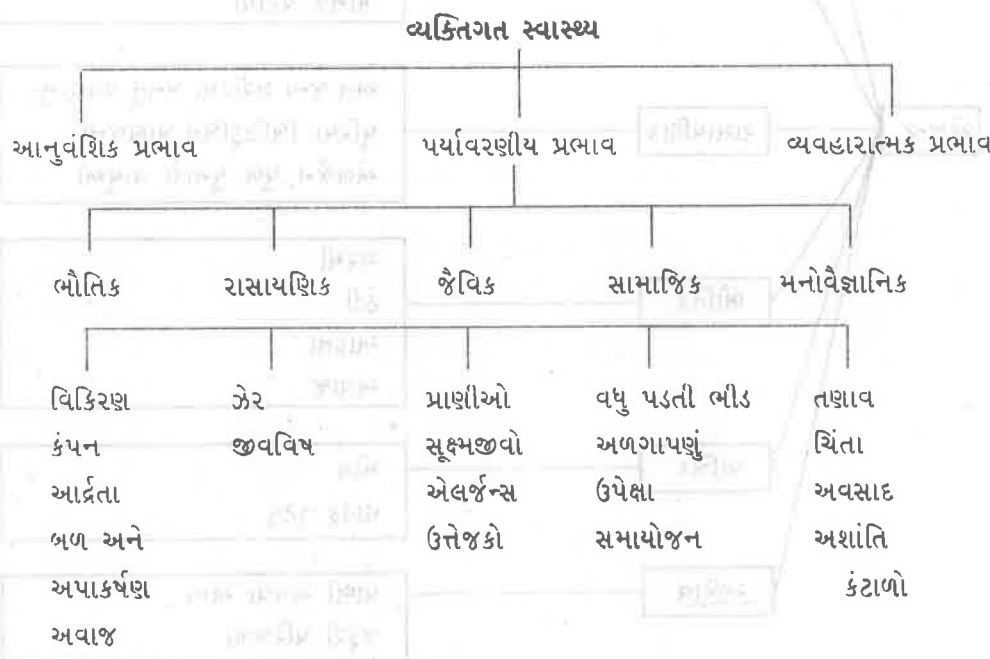 વ્યક્તિગત સ્વાસ્થ્ય
આનુવંશિક પ્રભાવ પર્યાવરણીય પ્રભાવ વ્યવહારાત્મક પ્રભાવ
ભૌતિક રાસાયણિક જૈવિક સામાજિક મનોવૈજ્ઞાનિક
વિકિરણ ઝેર પ્રાણીઓ વધુ પડતી ભીડ તણાવ
કંપન જીવવિષ સૂક્ષ્મજીવો અળગાપણું ચિંતા
આર્દ્રતા એલર્જન્સ ઉપેક્ષા અવસાદ
બળ અને ઉત્તેજકો સમાયોજન અશાંતિ
અપાકર્ષણ કંટાળો
અવાજ